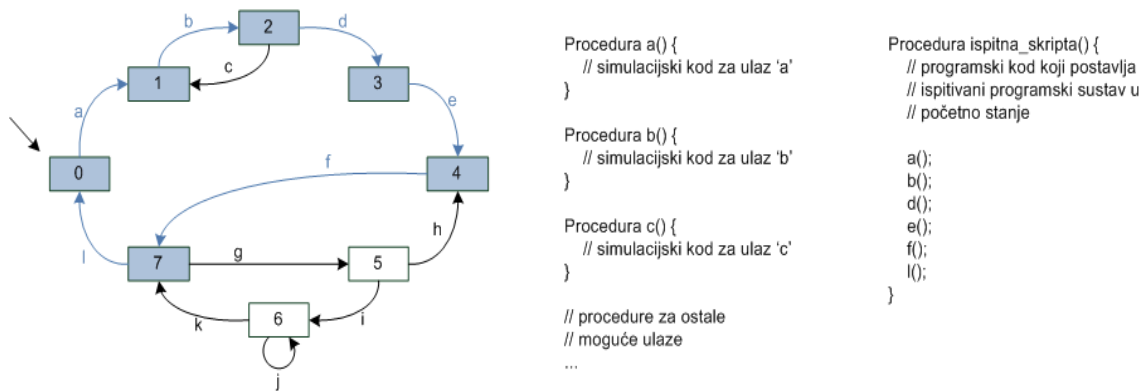 b
2
d
c
1
3
a
e
0
f
4
h
l
g
7
5
k
6
i
j
Procedura a() {
// simulacijski kod za ulaz ‘a’
}
Procedura b() {
// simulacijski kod za ulaz ‘b’
}
Procedura c() {
// simulacijski kod za ulaz ‘c’
}
// procedure za ostale
// moguće ulaze
...
Procedura ispitna_skripta() {
// programski kod koji postavlja
// ispitivani programski sustav u
// početno stanje
a();
b();
d();
e();
f();
l();
}